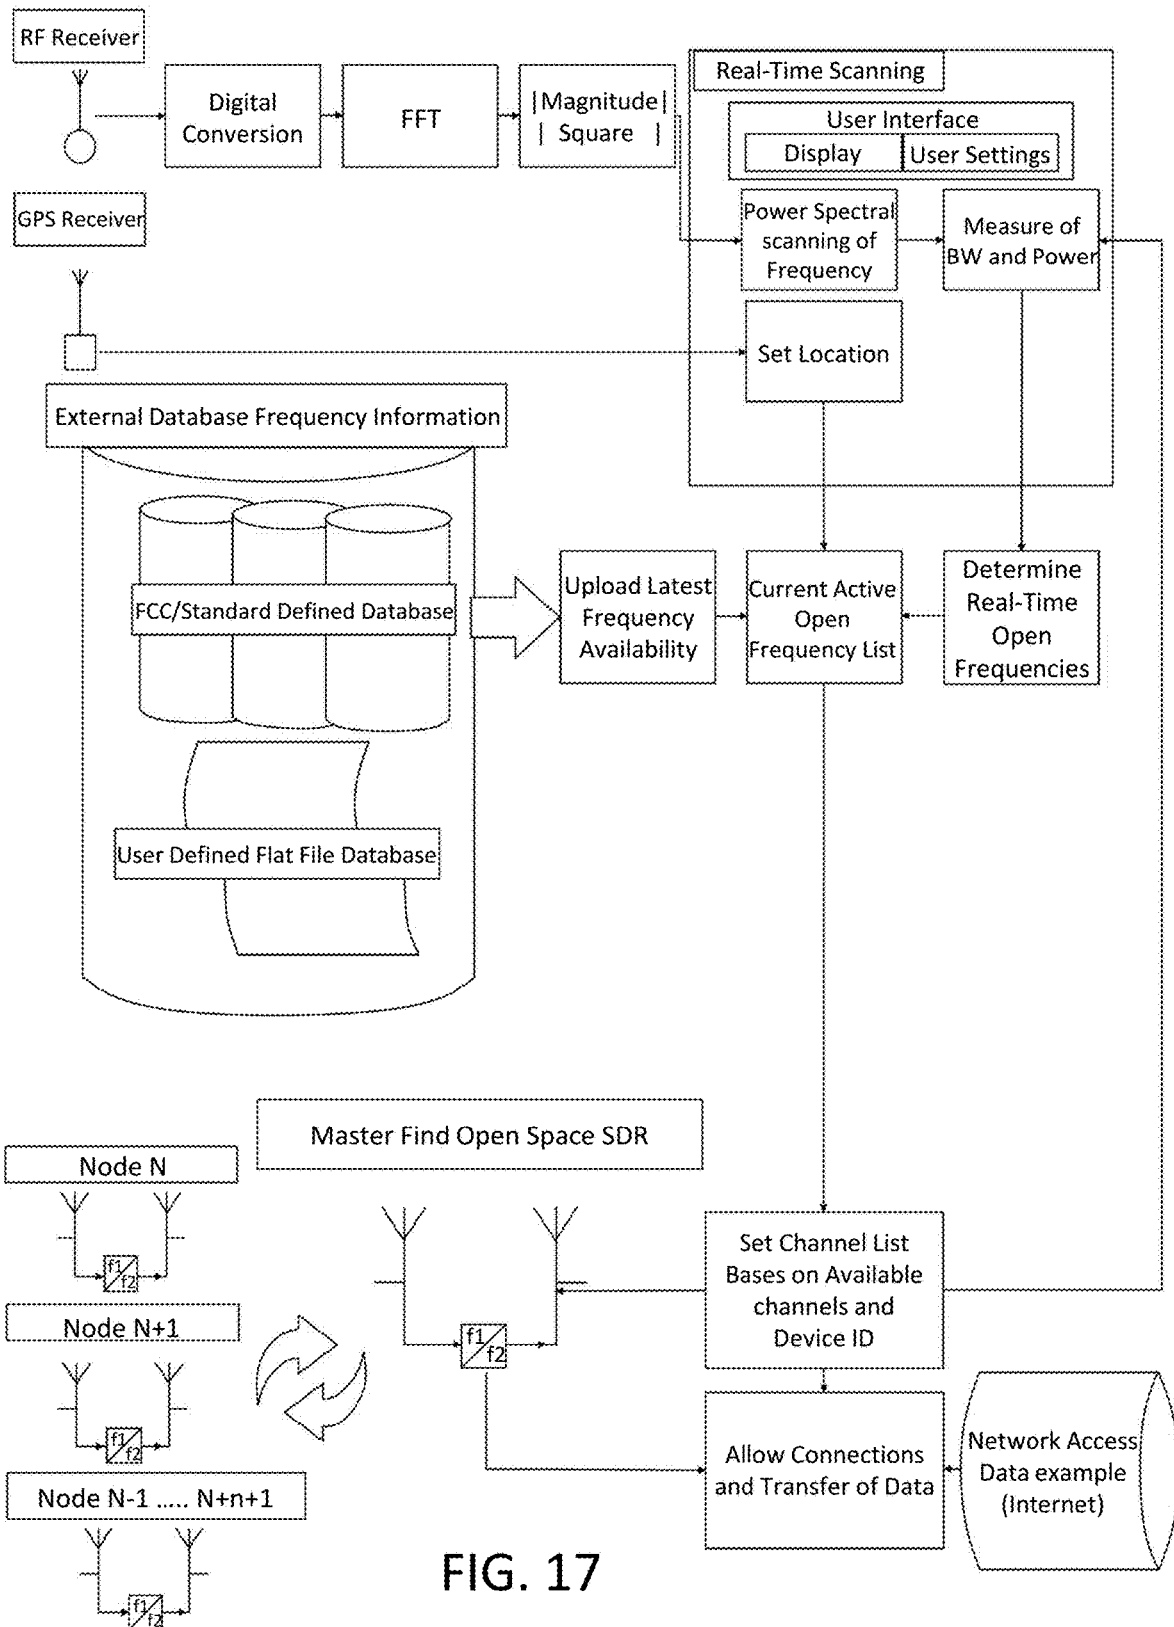 RF Receiver
Digital
Conversion
FFT
|Magnitude|
| Square |
Real-Time Scanning
User Interface
Display
User Settings
GPS Receiver
Power Spectral
scanning of
Frequency
Measure of
BW and Power
Set Location
External Database Frequency Information
FCC/Standard Defined Database
Upload Latest
Frequency
Availability
Current Active
Open
Frequency List
Determine
Real-Time
Open
Frequencies
User Defined Flat File Database
Master Find Open Space SDR
Node N
f1
f2
Node N+1
f1
f2
Node N-1 ..... N+n+1
f1
f2
f1
f2
Set Channel List
Bases on Available
channels and
Device ID
Allow Connections
and Transfer of Data
Network Access
Data example
(Internet)
FIG. 17